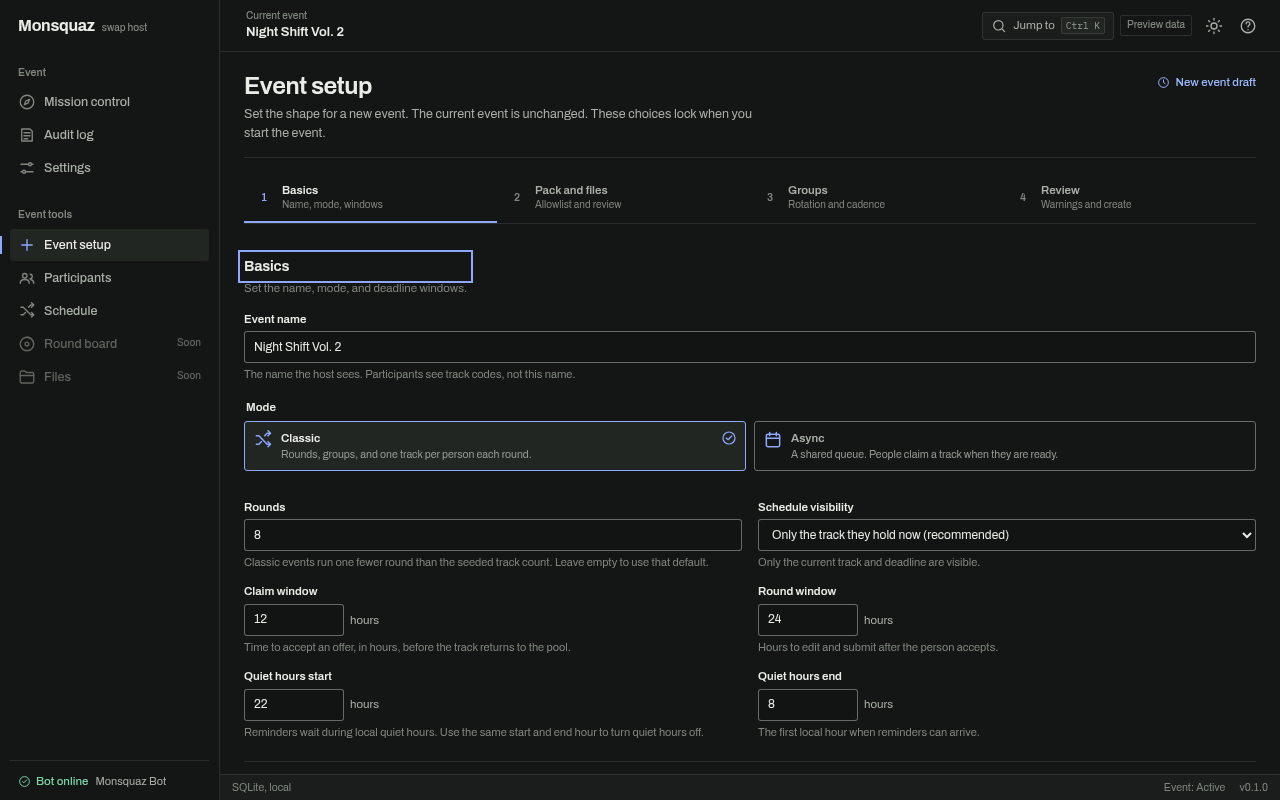 Monsquaz swap host
Current event
Night Shift Vol. 2
Jump to Ctrl K
Preview data
Event
Mission control
Audit log
Settings
Event tools
Event setup
Participants
Schedule
Round board Soon
Files Soon
Bot online Monsquaz Bot
Event setup
New event draft
Set the shape for a new event. The current event is unchanged. These choices lock when you
start the event.
1 Basics
Name, mode, windows
2 Pack and files
Allowlist and review
3 Groups
Rotation and cadence
4 Review
Warnings and create
Basics
Set the name, mode, and deadline windows.
Event name
Night Shift Vol. 2
The name the host sees. Participants see track codes, not this name.
Mode
Classic
Rounds, groups, and one track per person each round.
Async
A shared queue. People claim a track when they are ready.
Rounds
8
Classic events run one fewer round than the seeded track count. Leave empty to use that default.
Schedule visibility
Only the track they hold now (recommended)
Only the current track and deadline are visible.
Claim window
12 hours
Time to accept an offer, in hours, before the track returns to the pool.
Round window
24 hours
Hours to edit and submit after the person accepts.
Quiet hours start
22 hours
Reminders wait during local quiet hours. Use the same start and end hour to turn quiet hours off.
Quiet hours end
8 hours
The first local hour when reminders can arrive.
SQLite, local
Event: Active v0.1.0